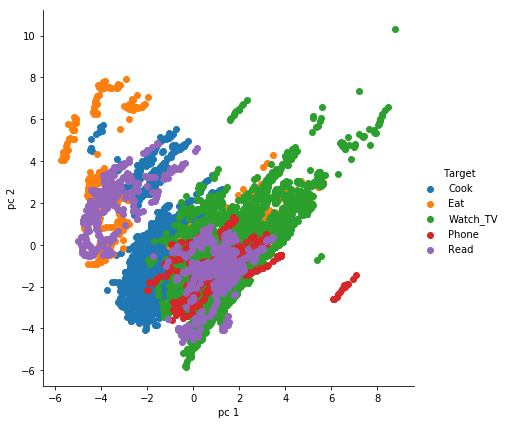 10
8
6
4
2
0
−2
−4
−6
pc 2
−6 −4 −2 0 2 4 6 8
pc 1
Target
Cook
Eat
Watch_TV
Phone
Read